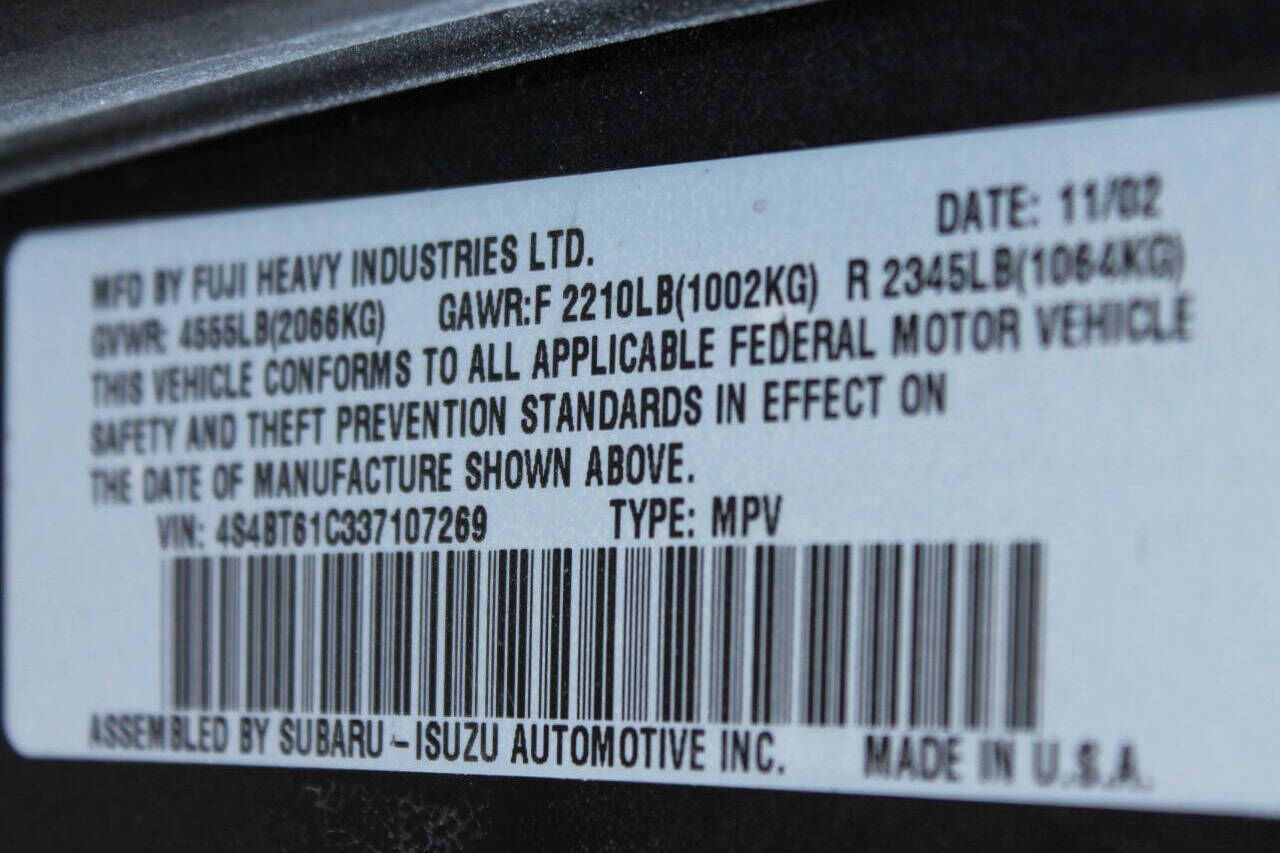 DATE: 11/02
MFD BY FUJI HEAVY INDUSTRIES LTD.
GVWR: 4555LB(2066KG) GAWR:F 2210LB(1002KG) R 2345LB(1064KG)
THIS VEHICLE CONFORMS TO ALL APPLICABLE FEDERAL MOTOR VEHICLE
SAFETY AND THEFT PREVENTION STANDARDS IN EFFECT ON
THE DATE OF MANUFACTURE SHOWN ABOVE.
VIN: 4S4BT61C337107269 TYPE: MPV
ASSEMBLED BY SUBARU-ISUZU AUTOMOTIVE INC. MADE IN U.S.A.